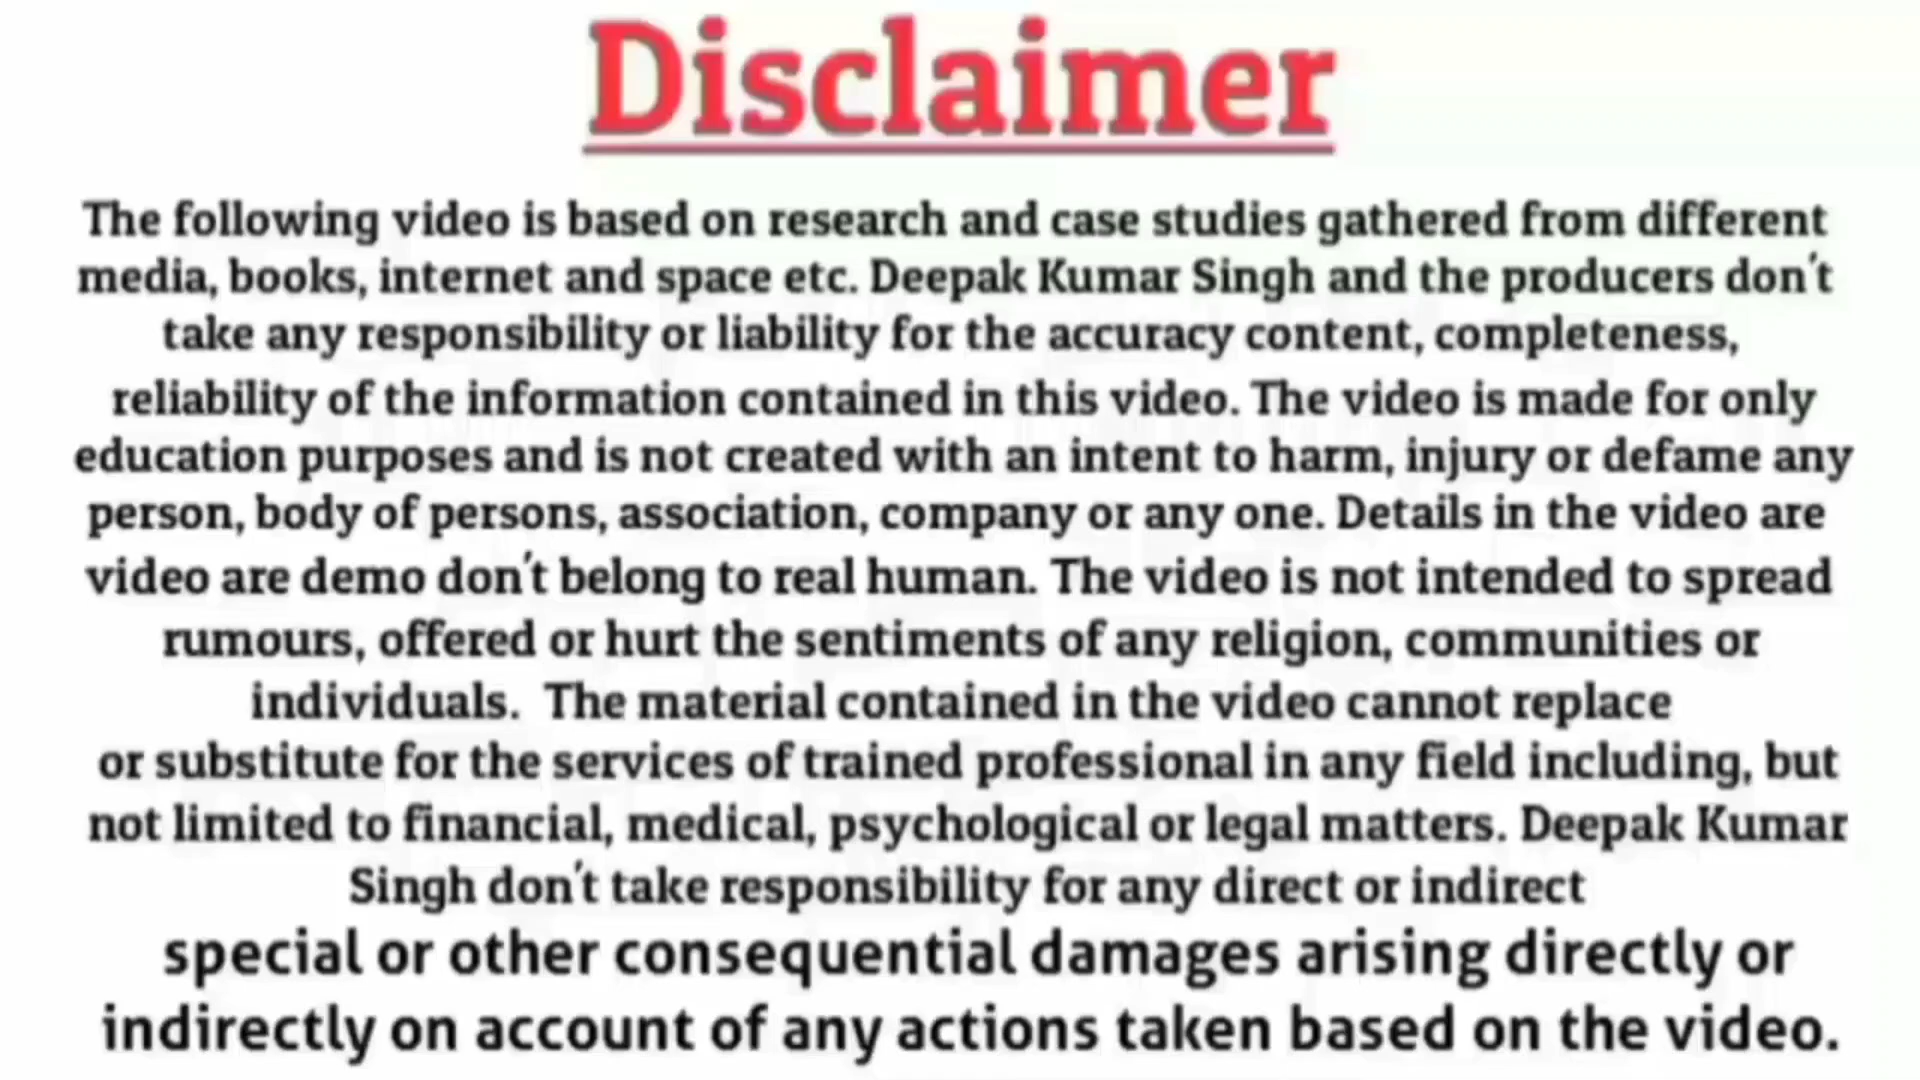 Disclaimer
The following video is based on research and case studies gathered from different
media, books, internet and space etc. Deepak Kumar Singh and the producers don't
take any responsibility or liability for the accuracy content, completeness,
reliability of the information contained in this video. The video is made for only
education purposes and is not created with an intent to harm, injury or defame any
person, body of persons, association, company or any one. Details in the video are
video are demo don't belong to real human. The video is not intended to spread
rumours, offered or hurt the sentiments of any religion, communities or
individuals. The material contained in the video cannot replace
or substitute for the services of trained professional in any field including, but
not limited to financial, medical, psychological or legal matters. Deepak Kumar
Singh don't take responsibility for any direct or indirect
special or other consequential damages arising directly or
indirectly on account of any actions taken based on the video.